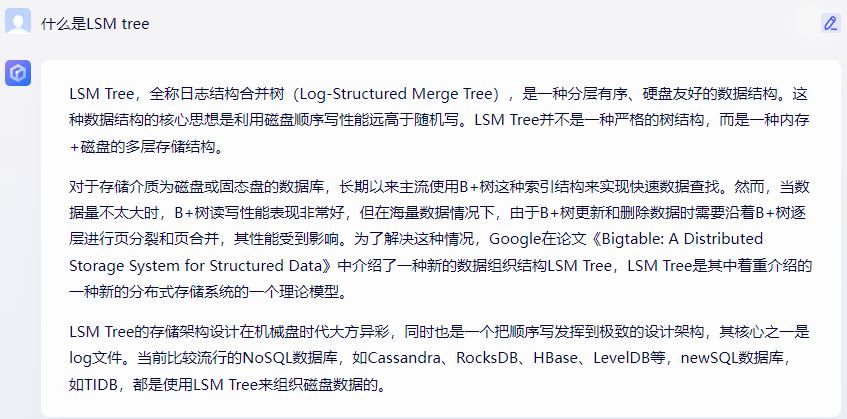 什么是LSM tree
LSM Tree，全称日志结构合并树（Log-Structured Merge Tree），是一种分层有序、硬盘友好的数据结构。这
种数据结构的核心思想是利用磁盘顺序写性能远高于随机写。LSM Tree并不是一种严格的树结构，而是一种内存
+磁盘的多层存储结构。
对于存储介质为磁盘或固态盘的数据库，长期以来主流使用B+树这种索引结构来实现快速数据查找。然而，当数
据量不太大时，B+树读写性能表现非常好，但在海量数据情况下，由于B+树更新和删除数据时需要沿着B+树逐
层进行页分裂和页合并，其性能受到影响。为了解决这种情况，Google在论文《Bigtable: A Distributed
Storage System for Structured Data》中介绍了一种新的数据组织结构LSM Tree，LSM Tree是其中着重介绍的
一种新的分布式存储系统的一个理论模型。
LSM Tree的存储架构设计在机械盘时代大方异彩，同时也是一个把顺序写发挥到极致的设计架构，其核心之一是
log文件。当前比较流行的NoSQL数据库，如Cassandra、RocksDB、HBase、LevelDB等，newSQL数据库，
如TIDB，都是使用LSM Tree来组织磁盘数据的。